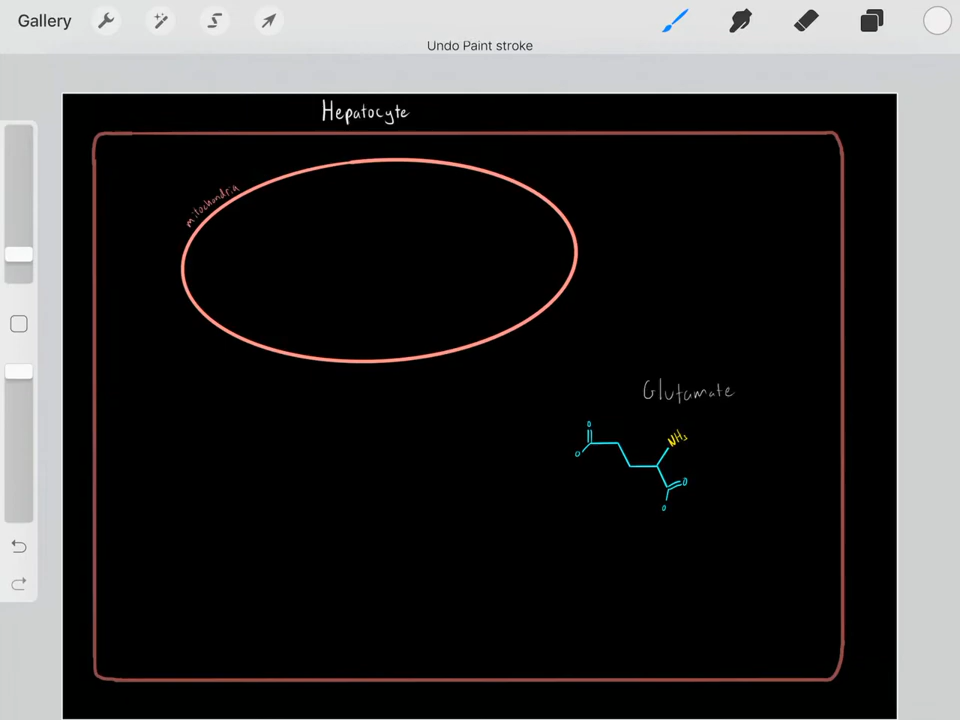 Gallery
Undo Paint stroke
Hepatocyte
mitochondria
Glutamate
O
O
NH₃
O
O